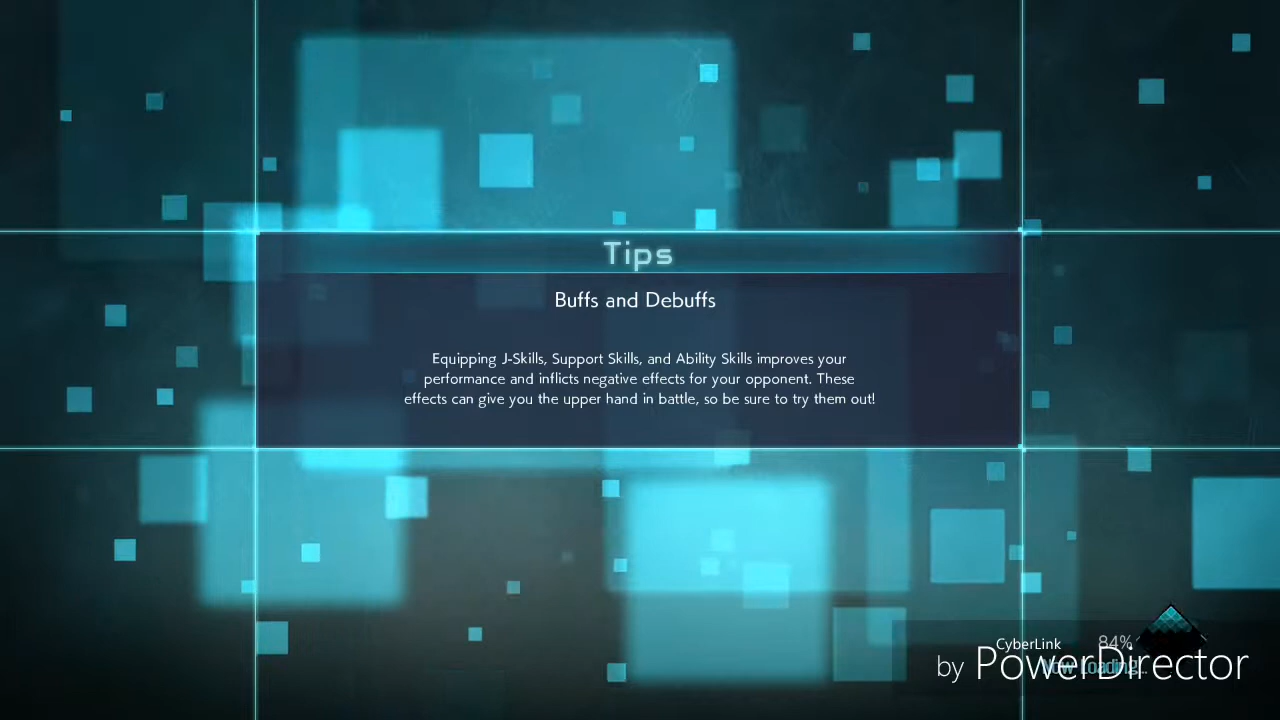 Tips
Buffs and Debuffs
Equipping J-Skills, Support Skills, and Ability Skills improves your
performance and inflicts negative effects for your opponent. These
effects can give you the upper hand in battle, so be sure to try them out!
84%
Now Loading...
CyberLink
by PowerDirector